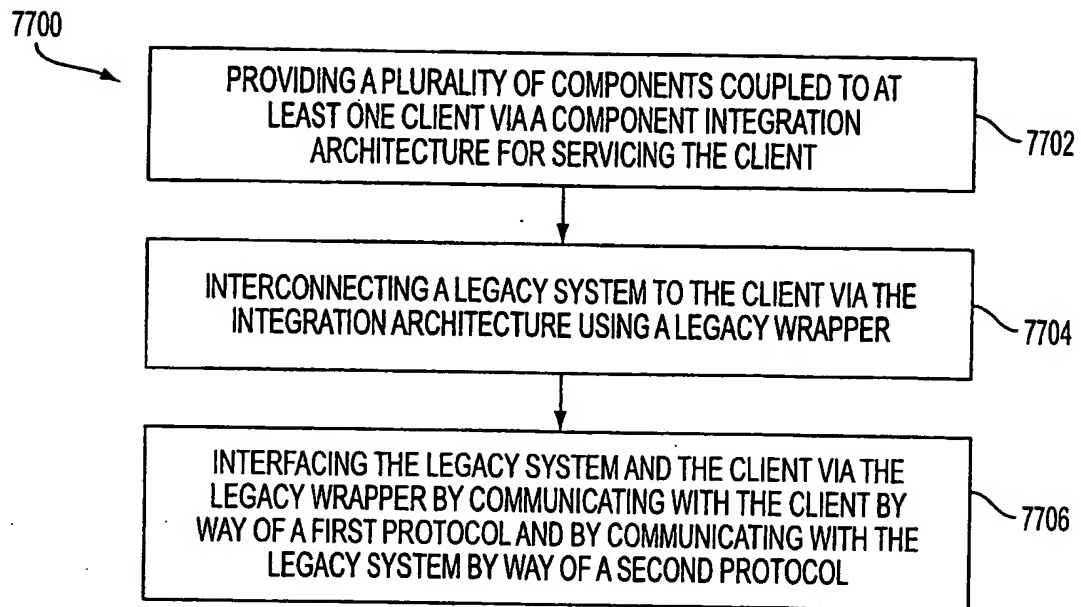 7700
PROVIDING A PLURALITY OF COMPONENTS COUPLED TO AT
LEAST ONE CLIENT VIA A COMPONENT INTEGRATION
ARCHITECTURE FOR SERVICING THE CLIENT
7702
INTERCONNECTING A LEGACY SYSTEM TO THE CLIENT VIA THE
INTEGRATION ARCHITECTURE USING A LEGACY WRAPPER
7704
INTERFACING THE LEGACY SYSTEM AND THE CLIENT VIA THE
LEGACY WRAPPER BY COMMUNICATING WITH THE CLIENT BY
WAY OF A FIRST PROTOCOL AND BY COMMUNICATING WITH THE
LEGACY SYSTEM BY WAY OF A SECOND PROTOCOL
7706